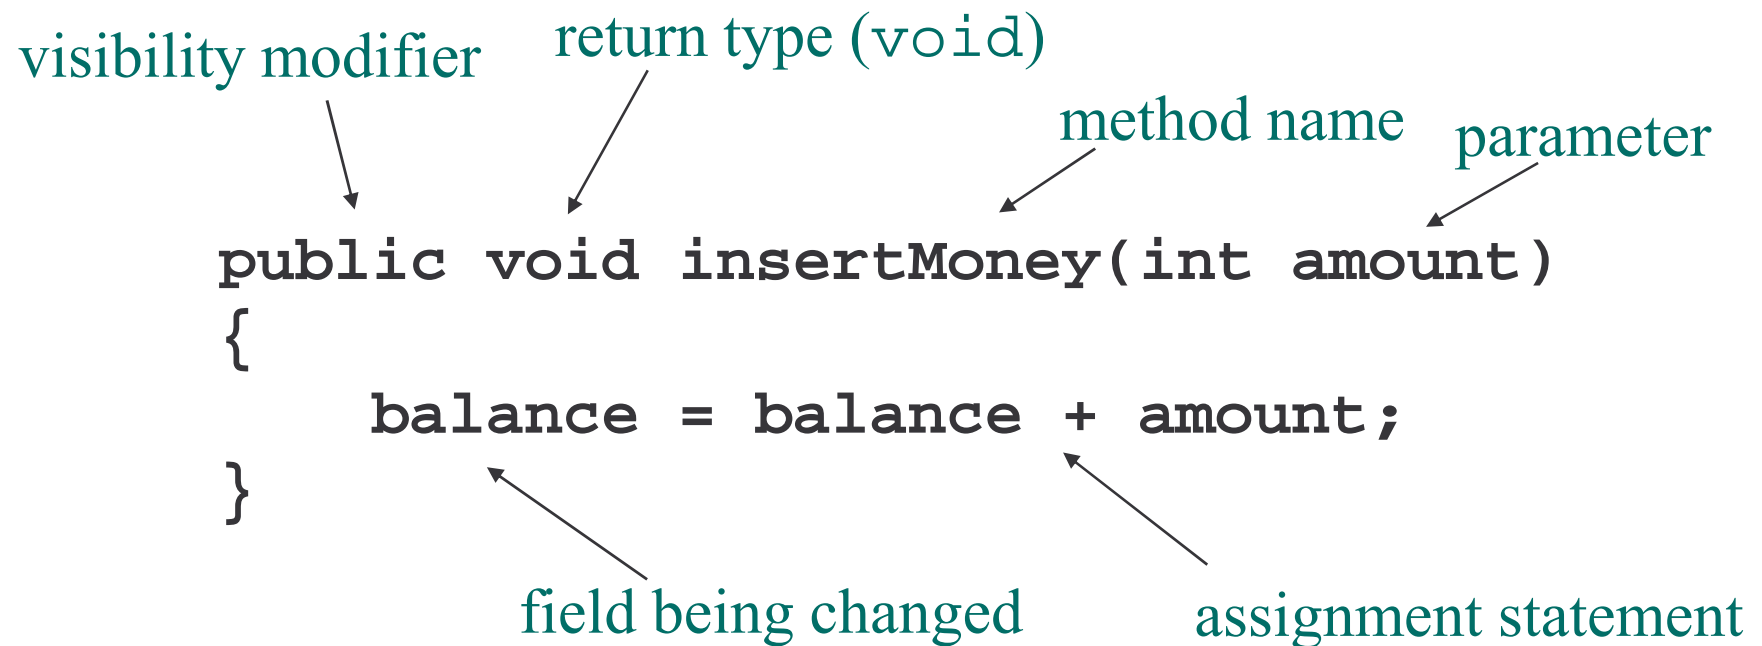 visibility modifier
return type (void)
method name
parameter
public void insertMoney(int amount)
{
balance = balance + amount;
}
field being changed
assignment statement